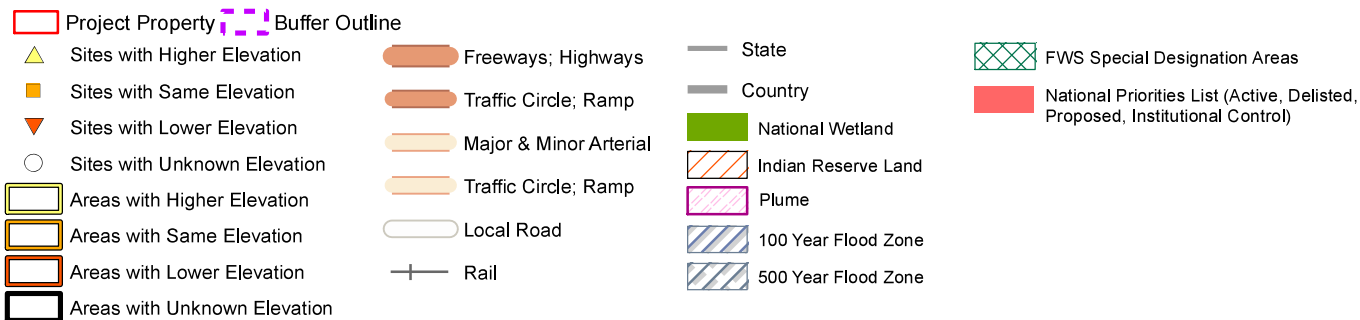 Project Property Buffer Outline
Sites with Higher Elevation
Sites with Same Elevation
Sites with Lower Elevation
Sites with Unknown Elevation
Areas with Higher Elevation
Areas with Same Elevation
Areas with Lower Elevation
Areas with Unknown Elevation
Freeways; Highways
Traffic Circle; Ramp
Major & Minor Arterial
Traffic Circle; Ramp
Local Road
Rail
State
Country
National Wetland
Indian Reserve Land
Plume
100 Year Flood Zone
500 Year Flood Zone
FWS Special Designation Areas
National Priorities List (Active, Delisted,
Proposed, Institutional Control)